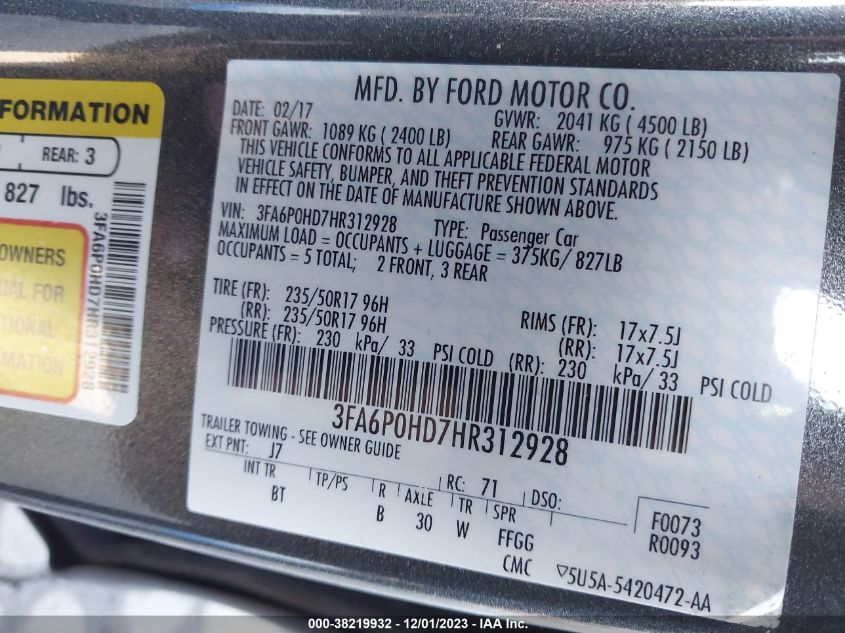 FORMATION
REAR: 3
827 lbs.
3FA6P0HD7HR312928
OWNERS
UAL FOR
TIONAL
RMATION
MFD. BY FORD MOTOR CO.
DATE: 02/17 GVWR: 2041 KG ( 4500 LB)
FRONT GAWR: 1089 KG ( 2400 LB) REAR GAWR: 975 KG ( 2150 LB)
THIS VEHICLE CONFORMS TO ALL APPLICABLE FEDERAL MOTOR
VEHICLE SAFETY, BUMPER, AND THEFT PREVENTION STANDARDS
IN EFFECT ON THE DATE OF MANUFACTURE SHOWN ABOVE.
VIN: 3FA6P0HD7HR312928 TYPE: Passenger Car
MAXIMUM LOAD = OCCUPANTS + LUGGAGE = 375KG/ 827LB
OCCUPANTS = 5 TOTAL; 2 FRONT, 3 REAR
TIRE (FR): 235/50R17 96H RIMS (FR): 17x7.5J
(RR): 235/50R17 96H (RR): 17x7.5J
PRESSURE (FR): 230 kPa/ 33 PSI COLD (RR): 230 kPa/ 33 PSI COLD
3FA6P0HD7HR312928
TRAILER TOWING - SEE OWNER GUIDE
EXT PNT: J7 RC: 71 DSO:
INT TR TP/PS R AXLE TR SPR
BT B 30 W FFGG
CMC
F0073
R0093
▽5U5A-5420472-AA
000-38219932 - 12/01/2023 - IAA Inc.